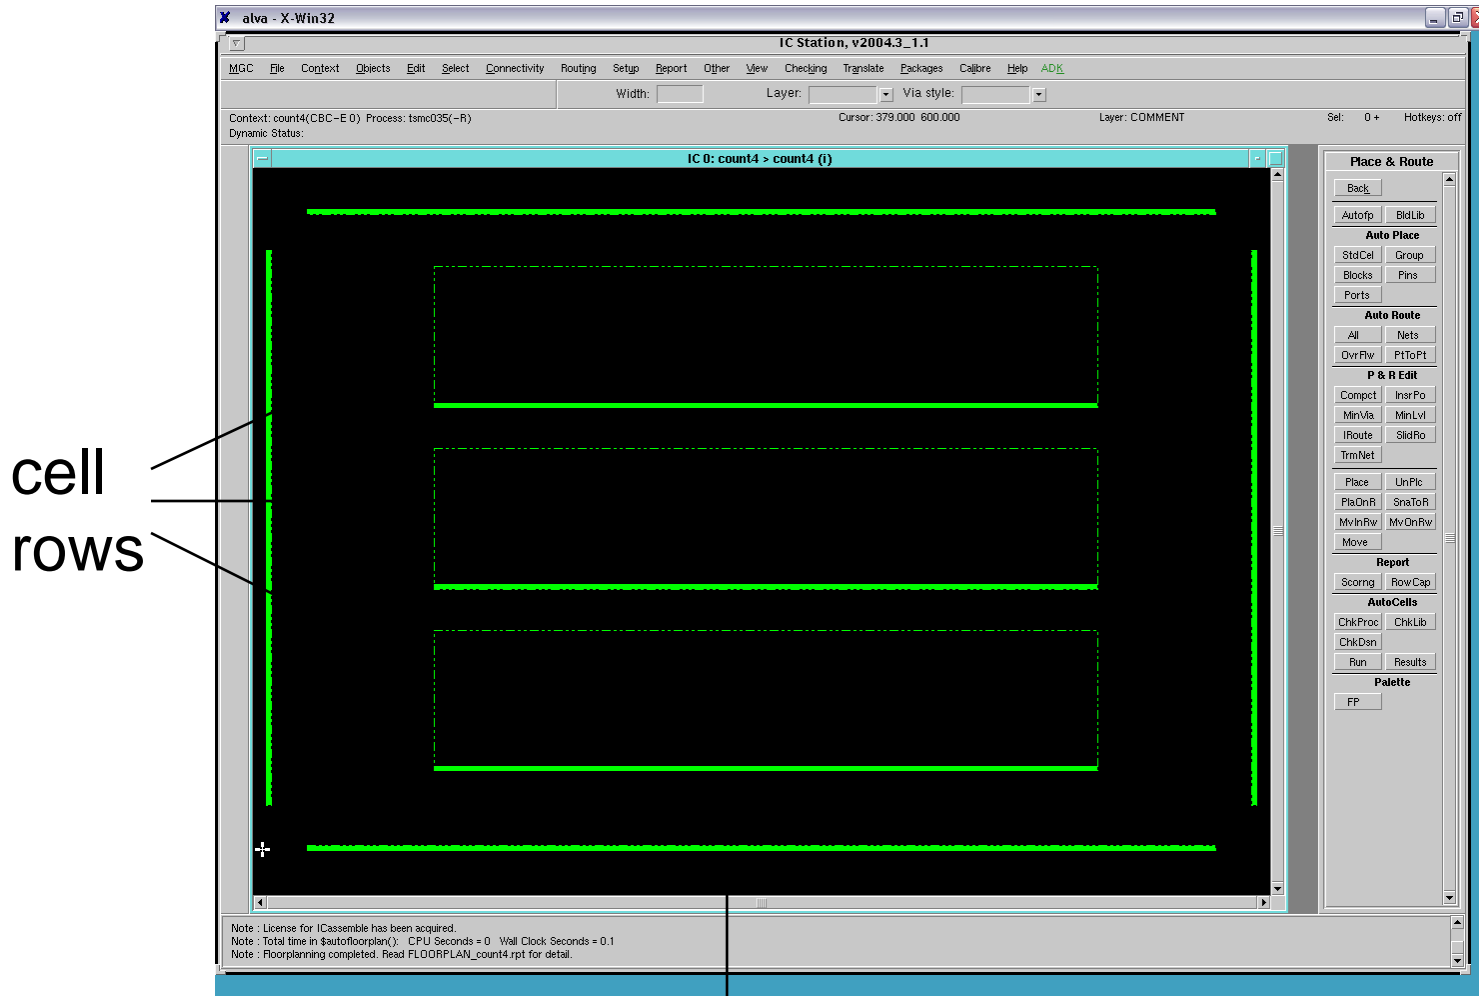 alva - X-Win32
IC Station, v2004.3_1.1
MGC File Context Objects Edit Select Connectivity Routing Setup Report Other View Checking Translate Packages Calibre Help ADK
Width: Layer: Via style:
Context: count4(CBC-E 0) Process: tsmc035(-R) Cursor: 379.000 600.000 Layer: COMMENT Sel: 0 + Hotkeys: off
Dynamic Status:
IC 0: count4 > count4 (i)
Place & Route
Back
Autofp BldLib
Auto Place
StdCel Group
Blocks Pins
Ports
Auto Route
All Nets
OvrFlw PtToPt
P & R Edit
Compct InsrPo
MinVia MinLvl
IRoute SlidRo
TrmNet
Place UnPlc
PlaOnR SnaToR
MvInRw MvOnRw
Move
Report
Scorng RowCap
AutoCells
ChkProc ChkLib
ChkDsn
Run Results
Palette
FP
cell
rows
Note : License for ICassemble has been acquired.
Note : Total time in $autofloorplan(): CPU Seconds = 0 Wall Clock Seconds = 0.1
Note : Floorplanning completed. Read FLOORPLAN_count4.rpt for detail.